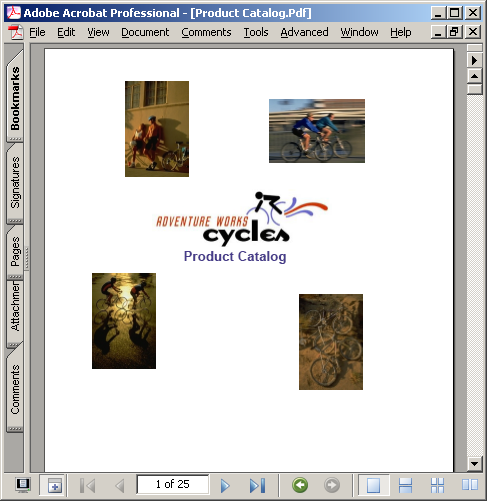 Adobe Acrobat Professional - [Product Catalog.Pdf]
File Edit View Document Comments Tools Advanced Window Help
Bookmarks
Signatures
Pages
Attachmer
Comments
ADVENTURE WORKS
cycles
Product Catalog
1 of 25